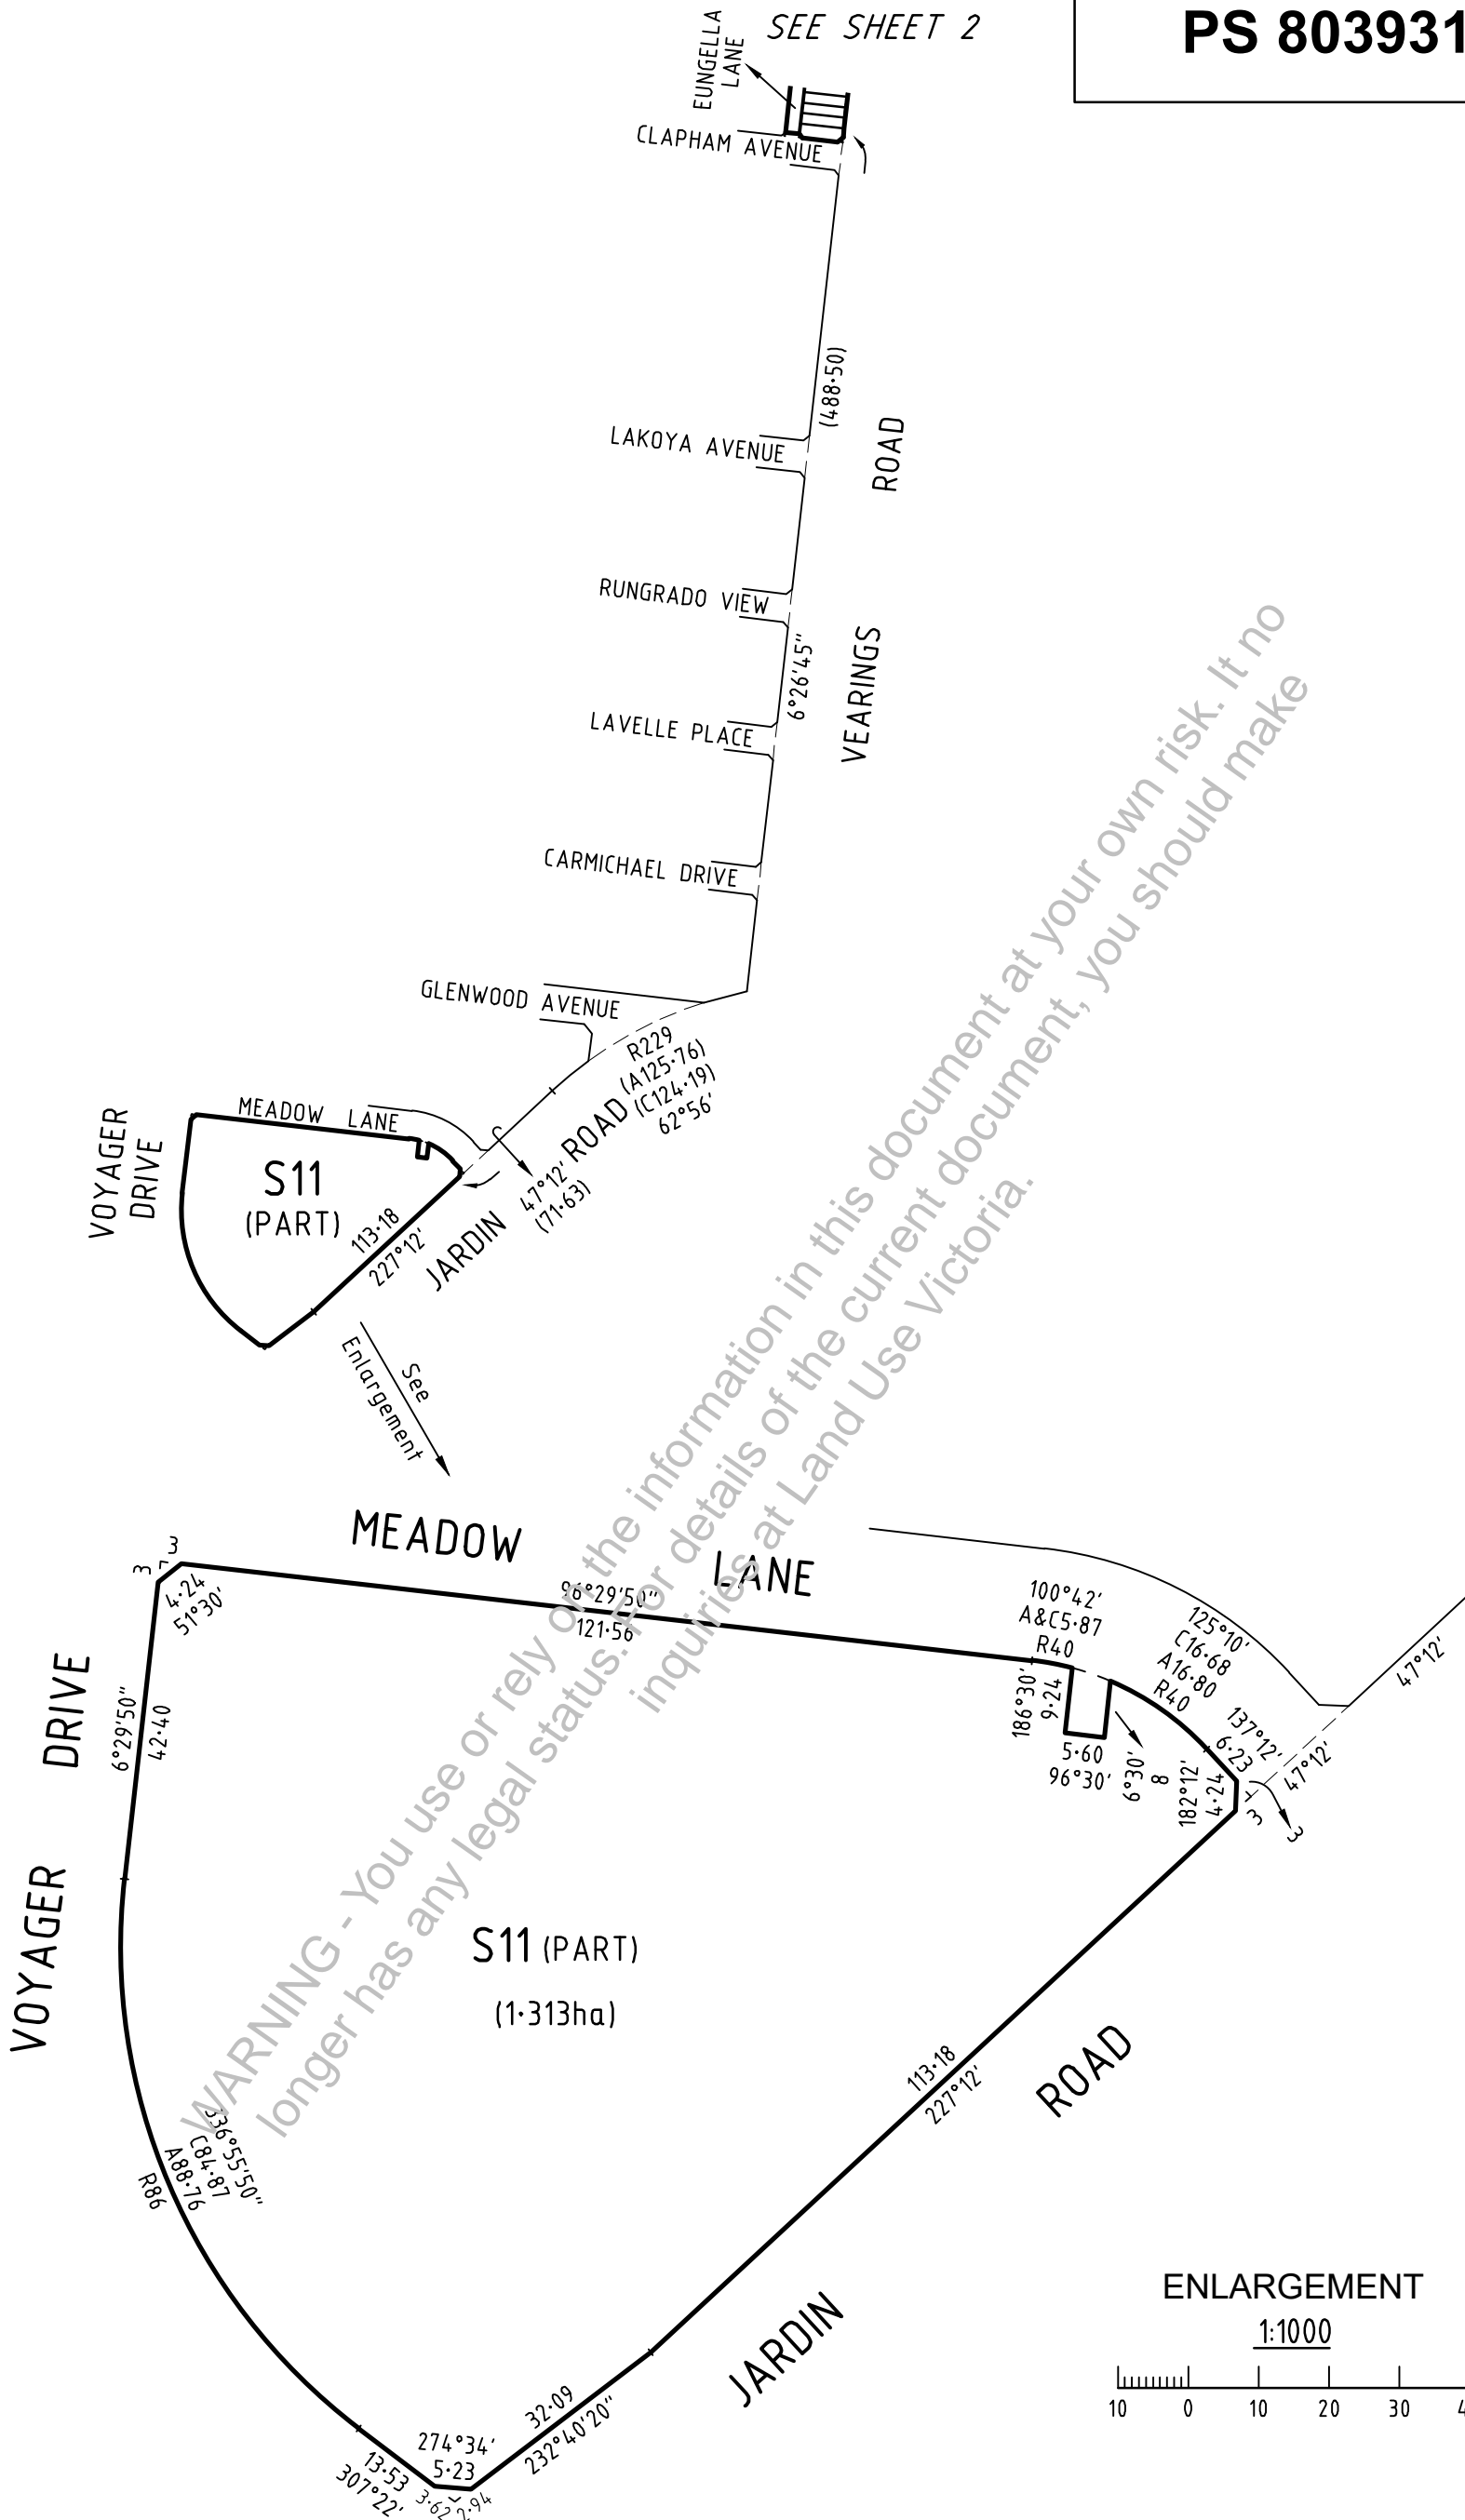 SEE SHEET 2
PS 803931
EUNGELLA
LANE
CLAPHAM AVENUE
(488·50)
LAKOYA AVENUE
ROAD
RUNGRADO VIEW
6°26'45"
VEARINGS
LAVELLE PLACE
CARMICHAEL DRIVE
GLENWOOD AVENUE
R229
(A125·76)
(C124·19)
62°56'
MEADOW LANE
VOYAGER
DRIVE
S11
(PART)
113·18
227°12'
JARDIN ROAD
47°12'
(71·63)
See
Enlargement
MEADOW LANE
3
3
4·24
51°30'
96°29'50"
121·56
100°42'
A&C5·87
R40
125°10'
C16·68
A16·80
R40
47°12'
186°30'
9·24
5·60
96°30'
6°30'
8
137°12'
6·23
182°12'
4·24
47°12'
3
3
DRIVE
6°29'50"
42·40
VOYAGER
S11 (PART)
(1·313ha)
113·18
227°12'
ROAD
336°55'50"
C84·87
A88·76
R86
JARDIN
32·09
232°40'20"
274°34'
5·23
13·53
307°22'
3·62
2·94
ENLARGEMENT
1:1000
10 0 10 20 30 4
WARNING - You use or rely on the information in this document at your own risk. It no
longer has any legal status. For details of the current document, you should make
inquiries at Land Use Victoria.